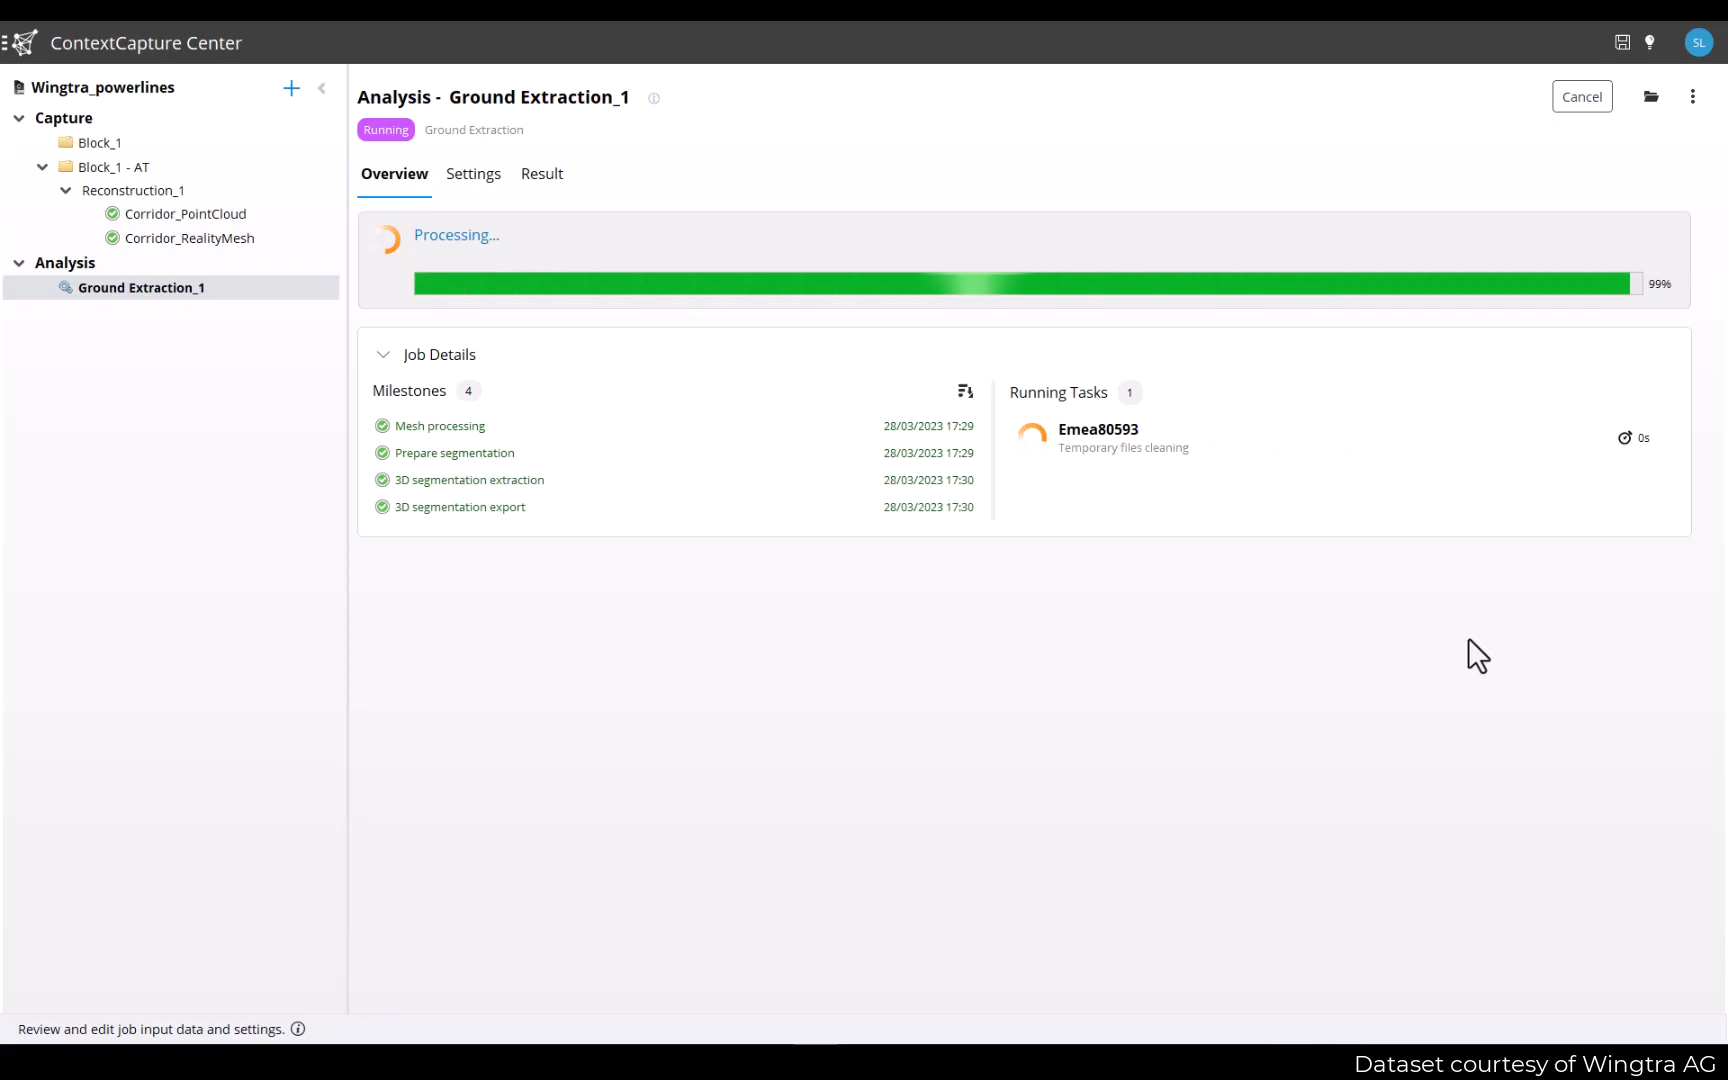 ContextCapture Center
SL
Wingtra_powerlines
Capture
Block_1
Block_1 - AT
Reconstruction_1
Corridor_PointCloud
Corridor_RealityMesh
Analysis
Ground Extraction_1
Analysis - Ground Extraction_1
Cancel
Running Ground Extraction
Overview Settings Result
Processing...
99%
Job Details
Milestones 4
Mesh processing 28/03/2023 17:29
Prepare segmentation 28/03/2023 17:29
3D segmentation extraction 28/03/2023 17:30
3D segmentation export 28/03/2023 17:30
Running Tasks 1
Emea80593
Temporary files cleaning
0s
Review and edit job input data and settings.
Dataset courtesy of Wingtra AG